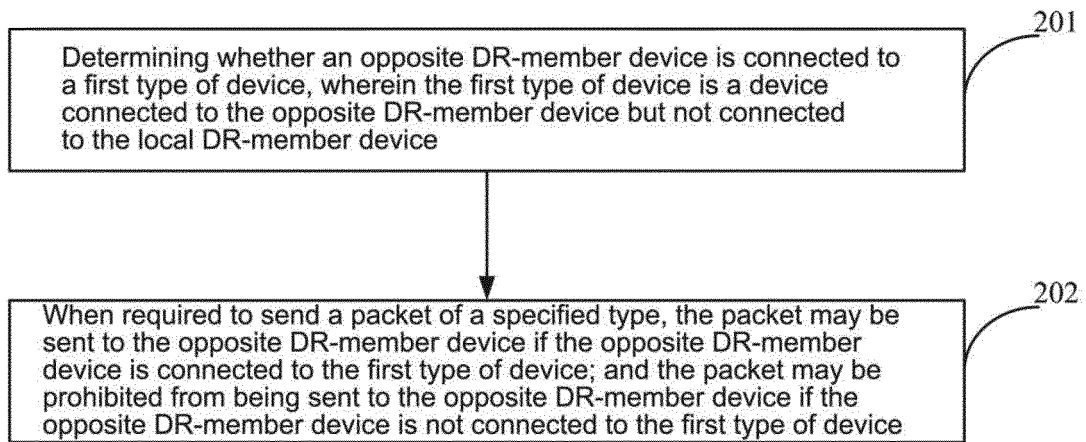 201
Determining whether an opposite DR-member device is connected to
a first type of device, wherein the first type of device is a device
connected to the opposite DR-member device but not connected
to the local DR-member device
202
When required to send a packet of a specified type, the packet may be
sent to the opposite DR-member device if the opposite DR-member
device is connected to the first type of device; and the packet may be
prohibited from being sent to the opposite DR-member device if the
opposite DR-member device is not connected to the first type of device